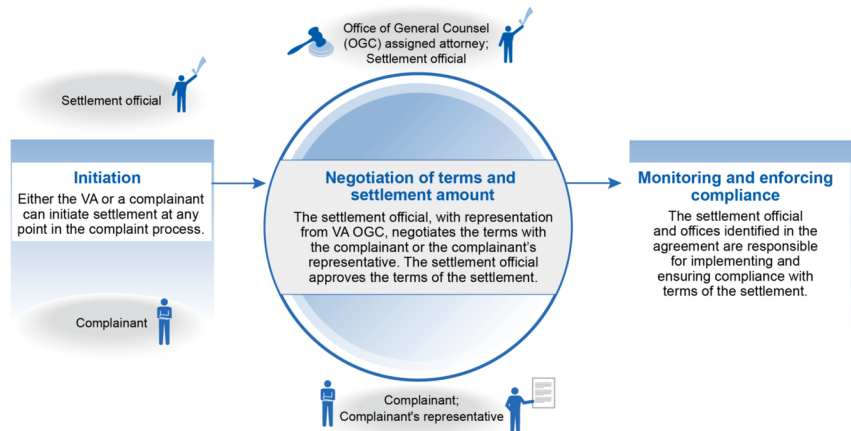 Office of General Counsel
(OGC) assigned attorney;
Settlement official
Settlement official
Initiation
Either the VA or a complainant
can initiate settlement at any
point in the complaint process.
Complainant
Negotiation of terms and
settlement amount
The settlement official, with representation
from VA OGC, negotiates the terms with
the complainant or the complainant's
representative. The settlement official
approves the terms of the settlement.
Complainant;
Complainant's representative
Monitoring and enforcing
compliance
The settlement official
and offices identified in the
agreement are responsible
for implementing and
ensuring compliance with
terms of the settlement.